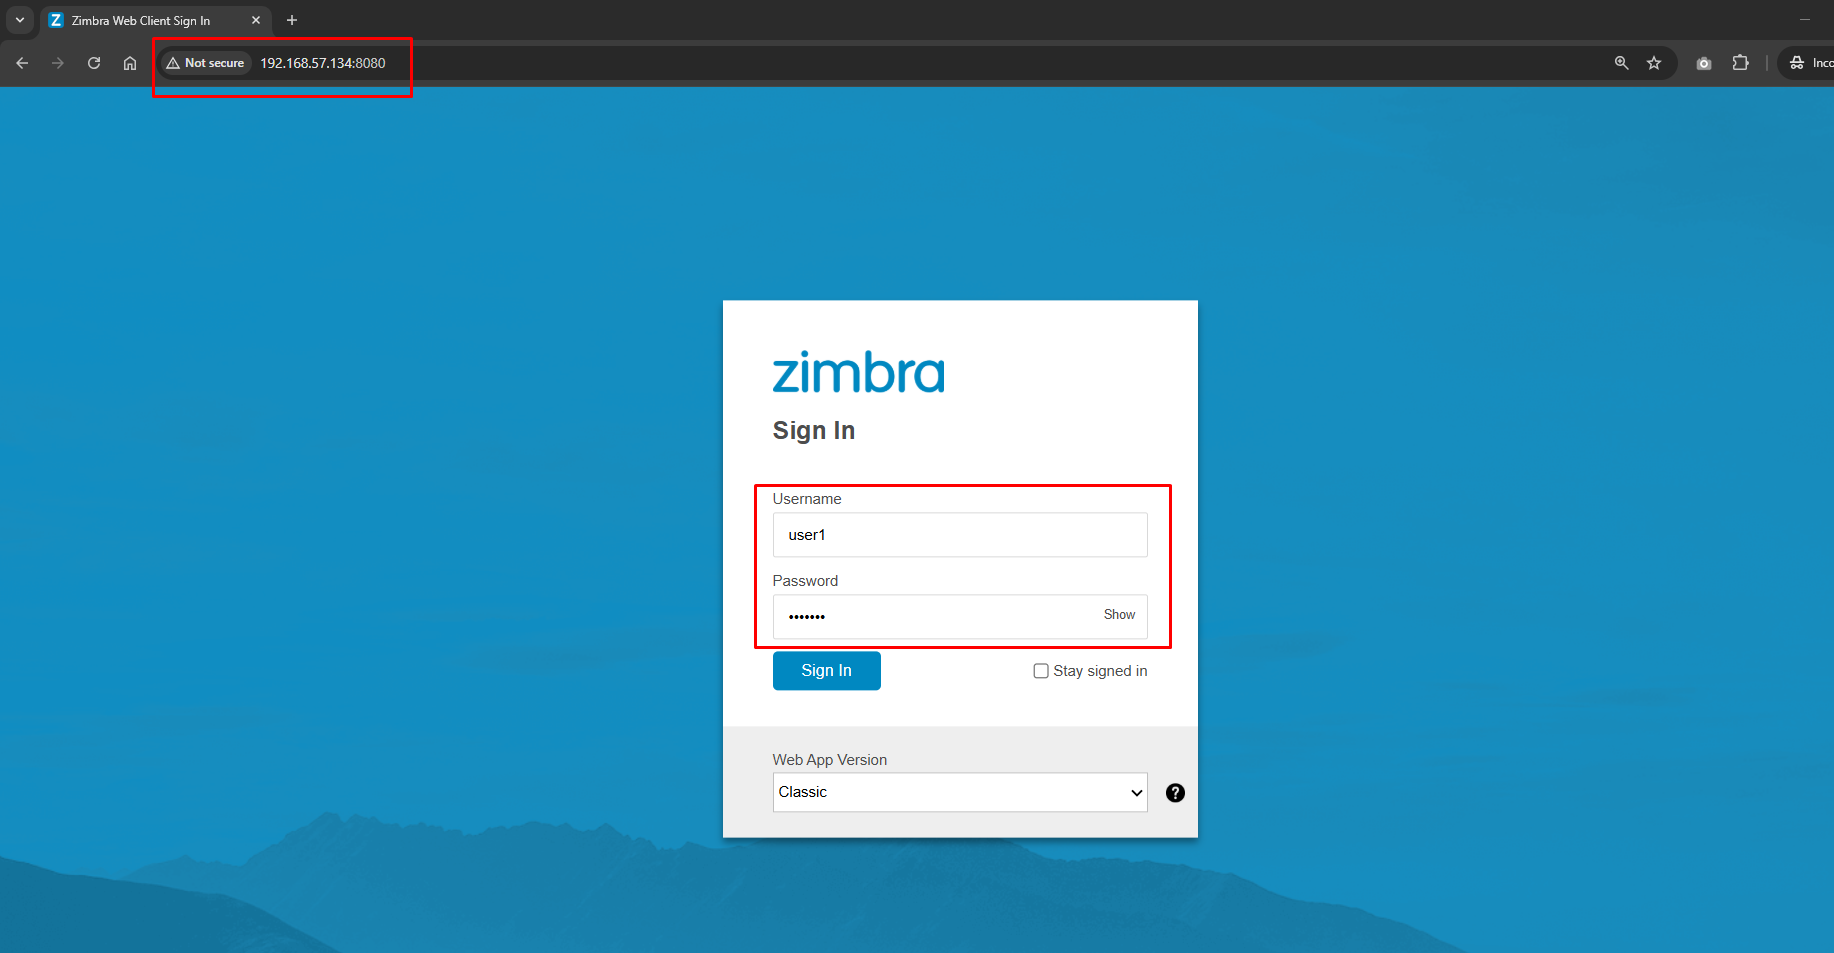 Zimbra Web Client Sign In
Not secure 192.168.57.134:8080
Inco
zimbra
Sign In
Username
user1
Password
••••••• Show
Sign In Stay signed in
Web App Version
Classic ?